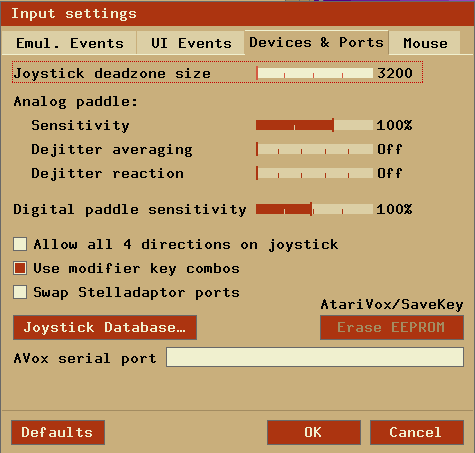 Input settings
Emul. Events UI Events Devices & Ports Mouse
Joystick deadzone size 3200
Analog paddle:
Sensitivity 100%
Dejitter averaging Off
Dejitter reaction Off
Digital paddle sensitivity 100%
Allow all 4 directions on joystick
Use modifier key combos
Swap Stelladaptor ports
AtariVox/SaveKey
Joystick Database… Erase EEPROM
AVox serial port
Defaults OK Cancel